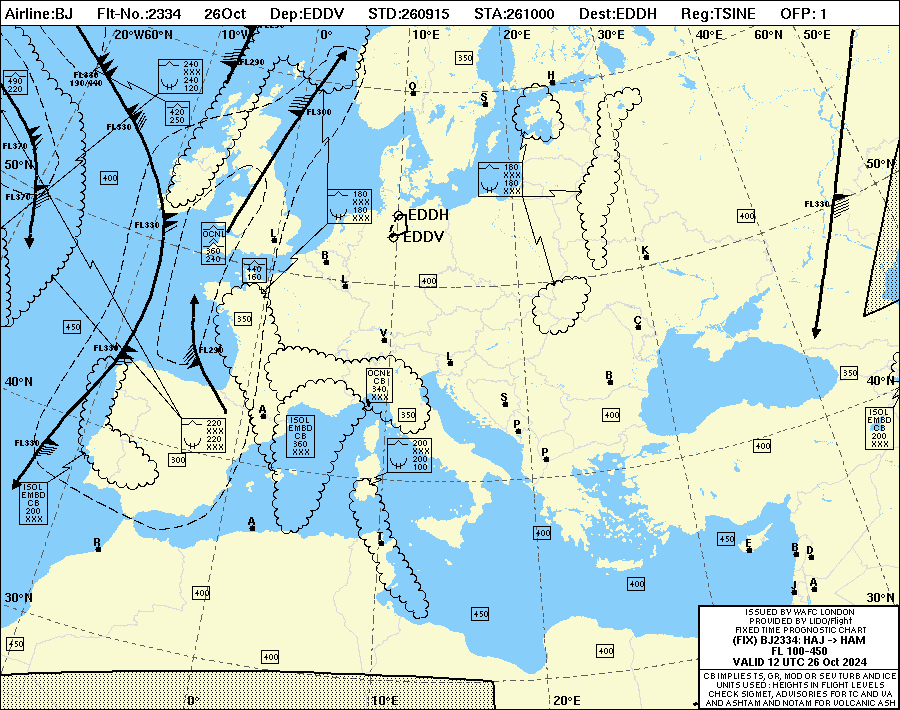 Airline:BJ Flt-No.:2334 26Oct Dep:EDDV STD:260915 STA:261000 Dest:EDDH Reg:TSINE OFP: 1
20°W60°N 10°W 0° 10°E 20°E 30°E 40°E 60°N 50°E
FL290
350
FL330
190/440
240
XXX
240
120
490
220
O
S
H
420
250
FL300
FL330
FL370
50°N
50°N
400
180
XXX
180
XXX
180
XXX
180
XXX
FL370
FL330
FL330
EDDH
400
OCNL
360
240
L
EDDV
B
K
440
160
L
400
350
450
C
V
FL330
FL290
L
40°N
OCNL
CB
340
XXX
B
350
40°N
S
A
350
400
ISOL
EMBD
CB
200
XXX
220
XXX
220
XXX
ISOL
EMBD
CB
360
XXX
P
FL330
200
XXX
200
100
P
400
300
ISOL
EMBD
CB
200
XXX
A
400
450
R
T
E
B
D
400
400
J
A
30°N
30°N
450
450
400
400
ISSUED BY WAFC LONDON
PROVIDED BY LIDO/Flight
FIXED TIME PROGNOSTIC CHART
(FIX) BJ2334: HAJ -> HAM
FL 100-450
VALID 12 UTC 26 Oct 2024
CB IMPLIES TS, GR, MOD OR SEV TURB AND ICE
UNITS USED : HEIGHTS IN FLIGHT LEVELS
CHECK SIGMET, ADVISORIES FOR TC AND VA
AND ASHTAM AND NOTAM FOR VOLCANIC ASH
0° 10°E 20°E